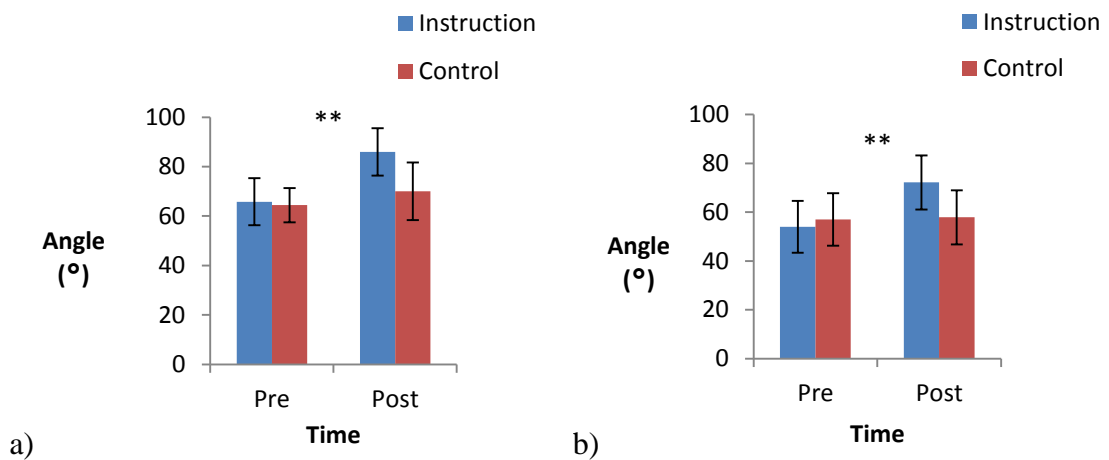 Instruction
Control
**
100
80
60
40
20
0
Angle
(°)
Pre Post
Time
a)
Instruction
Control
**
100
80
60
40
20
0
Angle
(°)
Pre Post
Time
b)